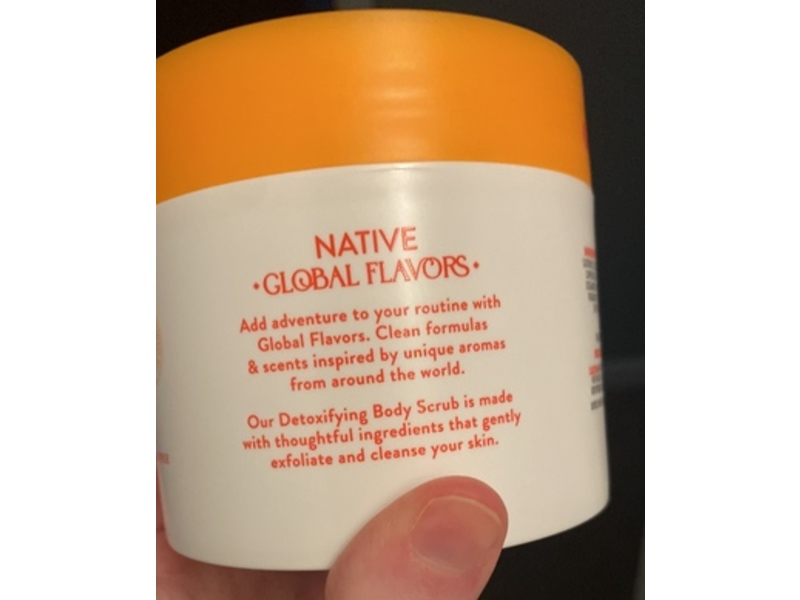 NATIVE
•GLOBAL FLAVORS•
Add adventure to your routine with
Global Flavors. Clean formulas
& scents inspired by unique aromas
from around the world.
Our Detoxifying Body Scrub is made
with thoughtful ingredients that gently
exfoliate and cleanse your skin.